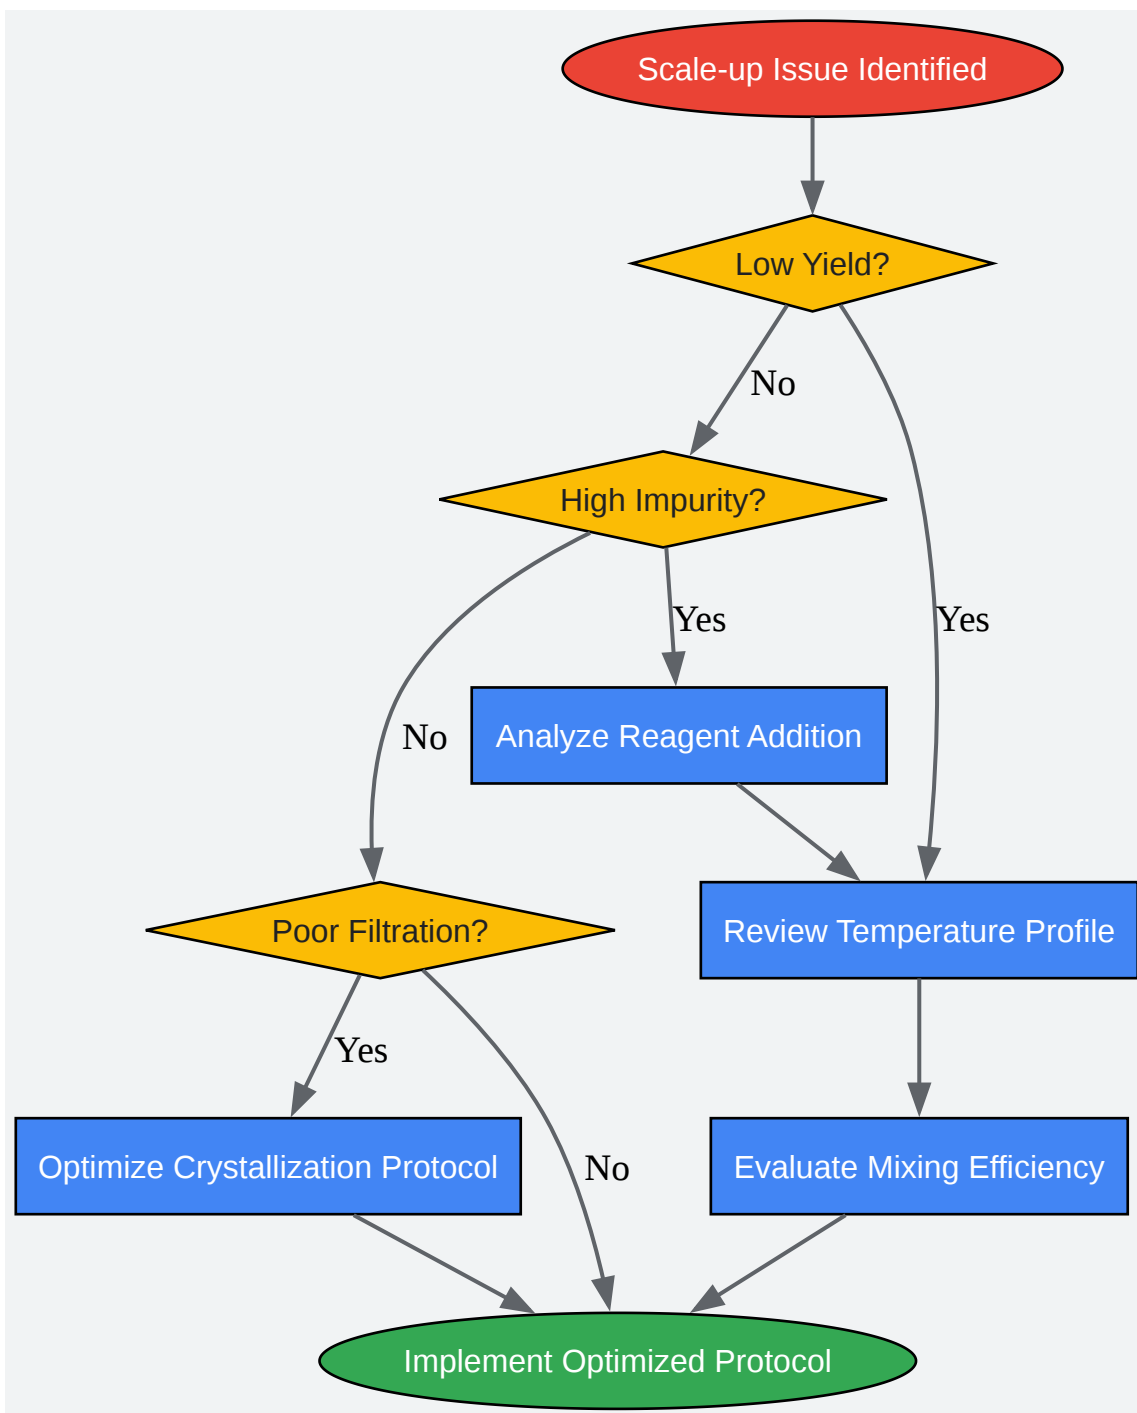 Scale-up Issue Identified
Low Yield?
No
High Impurity?
Yes
Yes
No
Analyze Reagent Addition
Poor Filtration?
Review Temperature Profile
Yes
Optimize Crystallization Protocol
No
Evaluate Mixing Efficiency
Implement Optimized Protocol